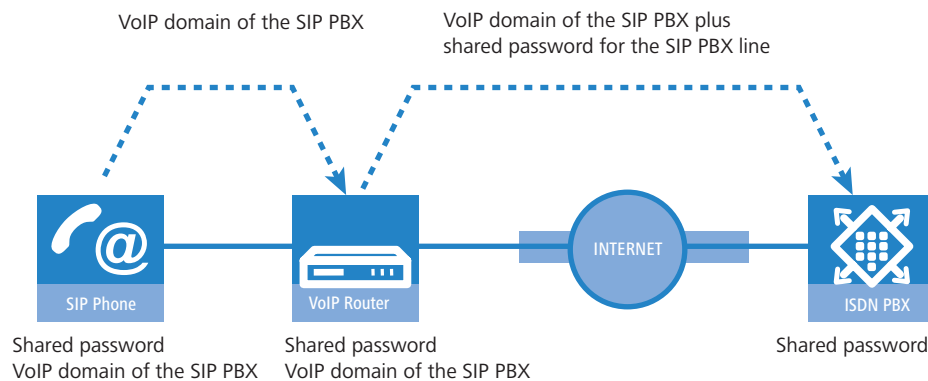 VoIP domain of the SIP PBX
VoIP domain of the SIP PBX plus
shared password for the SIP PBX line
@
INTERNET
SIP Phone
VoIP Router
ISDN PBX
Shared password
VoIP domain of the SIP PBX
Shared password
VoIP domain of the SIP PBX
Shared password